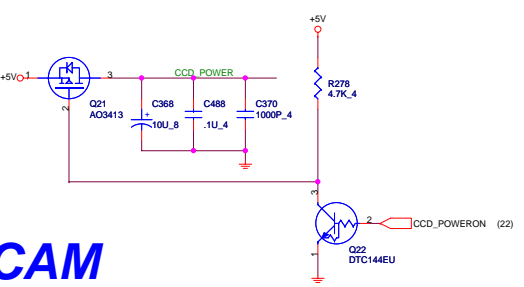 +5V
+5V
1
3
CCD_POWER
2
Q21
AO3413
C368
10U_8
+
C488
.1U_4
C370
1000P_4
R278
4.7K_4
3
2
CCD_POWERON (22)
1
Q22
DTC144EU
CAM